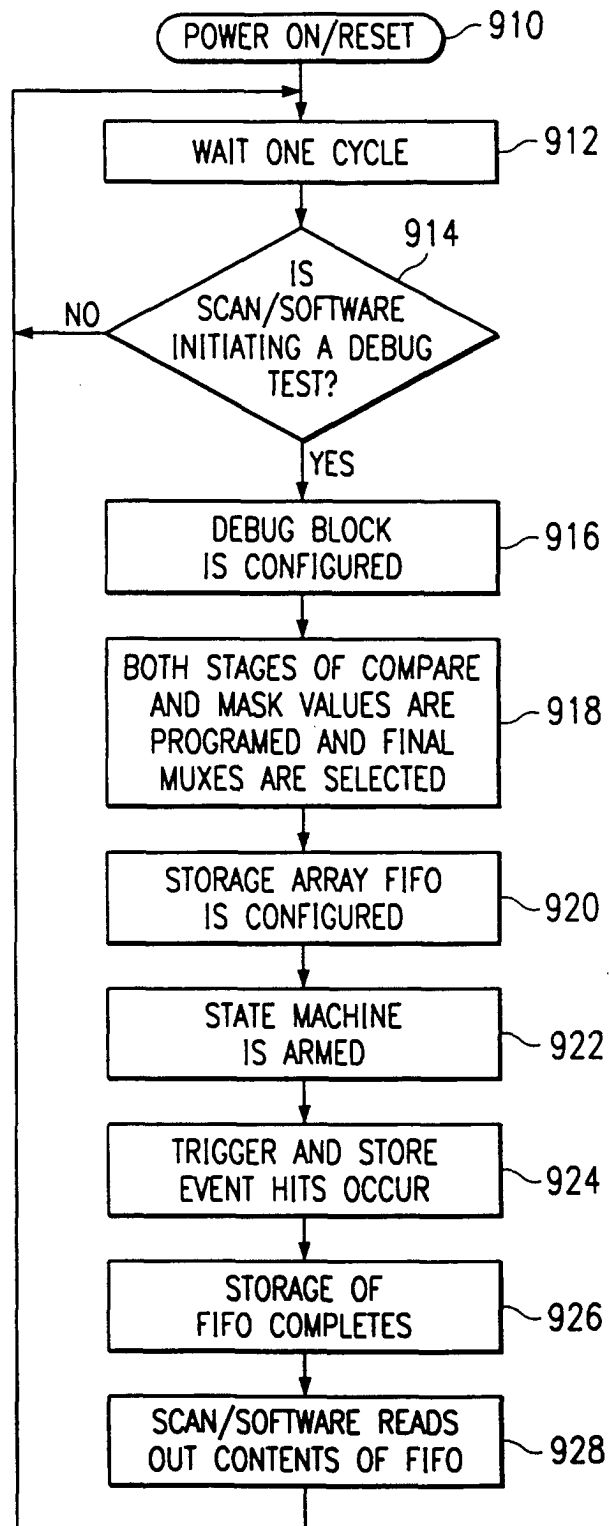 POWER ON/RESET
910
WAIT ONE CYCLE
912
914
IS
SCAN/SOFTWARE
INITIATING A DEBUG
TEST?
NO
YES
DEBUG BLOCK
IS CONFIGURED
916
BOTH STAGES OF COMPARE
AND MASK VALUES ARE
PROGRAMED AND FINAL
MUXES ARE SELECTED
918
STORAGE ARRAY FIFO
IS CONFIGURED
920
STATE MACHINE
IS ARMED
922
TRIGGER AND STORE
EVENT HITS OCCUR
924
STORAGE OF
FIFO COMPLETES
926
SCAN/SOFTWARE READS
OUT CONTENTS OF FIFO
928